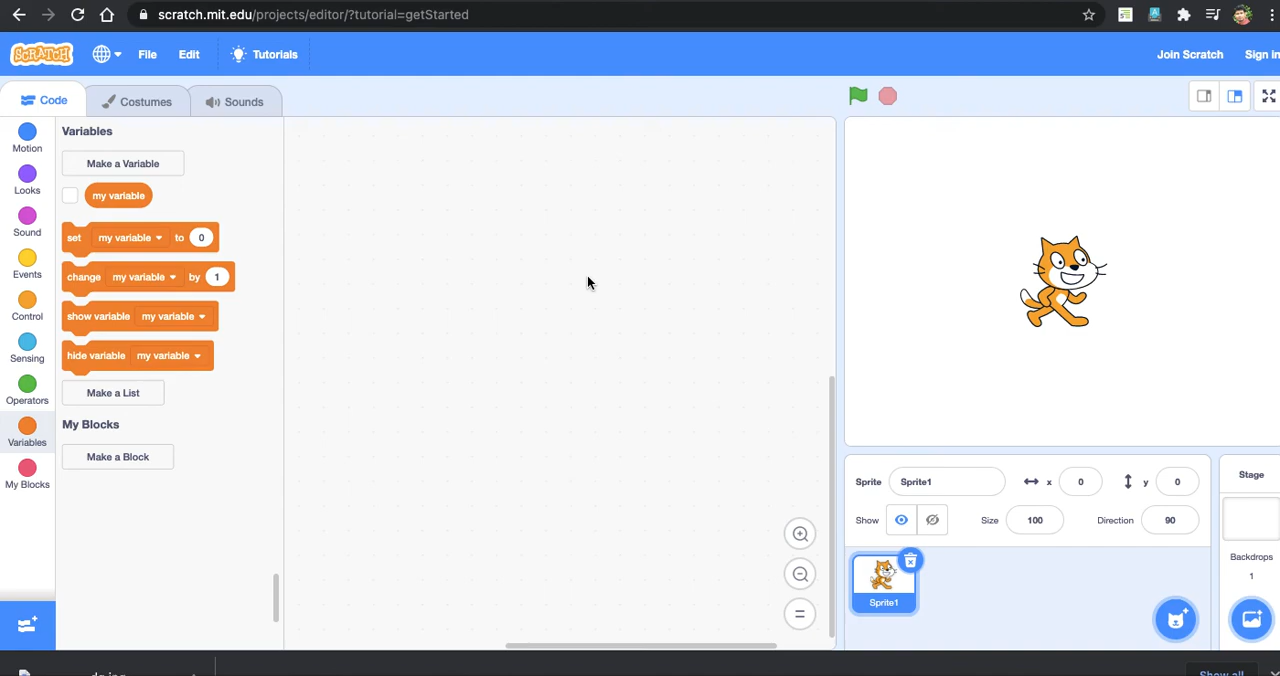 scratch.mit.edu/projects/editor/?tutorial=getStarted
SCRATCH File Edit Tutorials Join Scratch Sign in
Code Costumes Sounds
Motion
Looks
Sound
Events
Control
Sensing
Operators
Variables
My Blocks
Variables
Make a Variable
my variable
set my variable to 0
change my variable by 1
show variable my variable
hide variable my variable
Make a List
My Blocks
Make a Block
Sprite Sprite1 x 0 y 0
Show Size 100 Direction 90
Sprite1
Stage
Backdrops
1
Show all